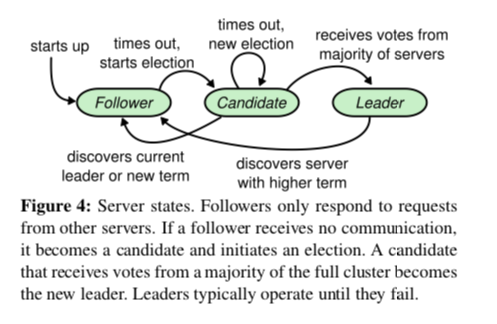 starts up
times out,
starts election
times out,
new election
receives votes from
majority of servers
Follower
Candidate
Leader
discovers current
leader or new term
discovers server
with higher term
Figure 4: Server states. Followers only respond to requests
from other servers. If a follower receives no communication,
it becomes a candidate and initiates an election. A candidate
that receives votes from a majority of the full cluster becomes
the new leader. Leaders typically operate until they fail.